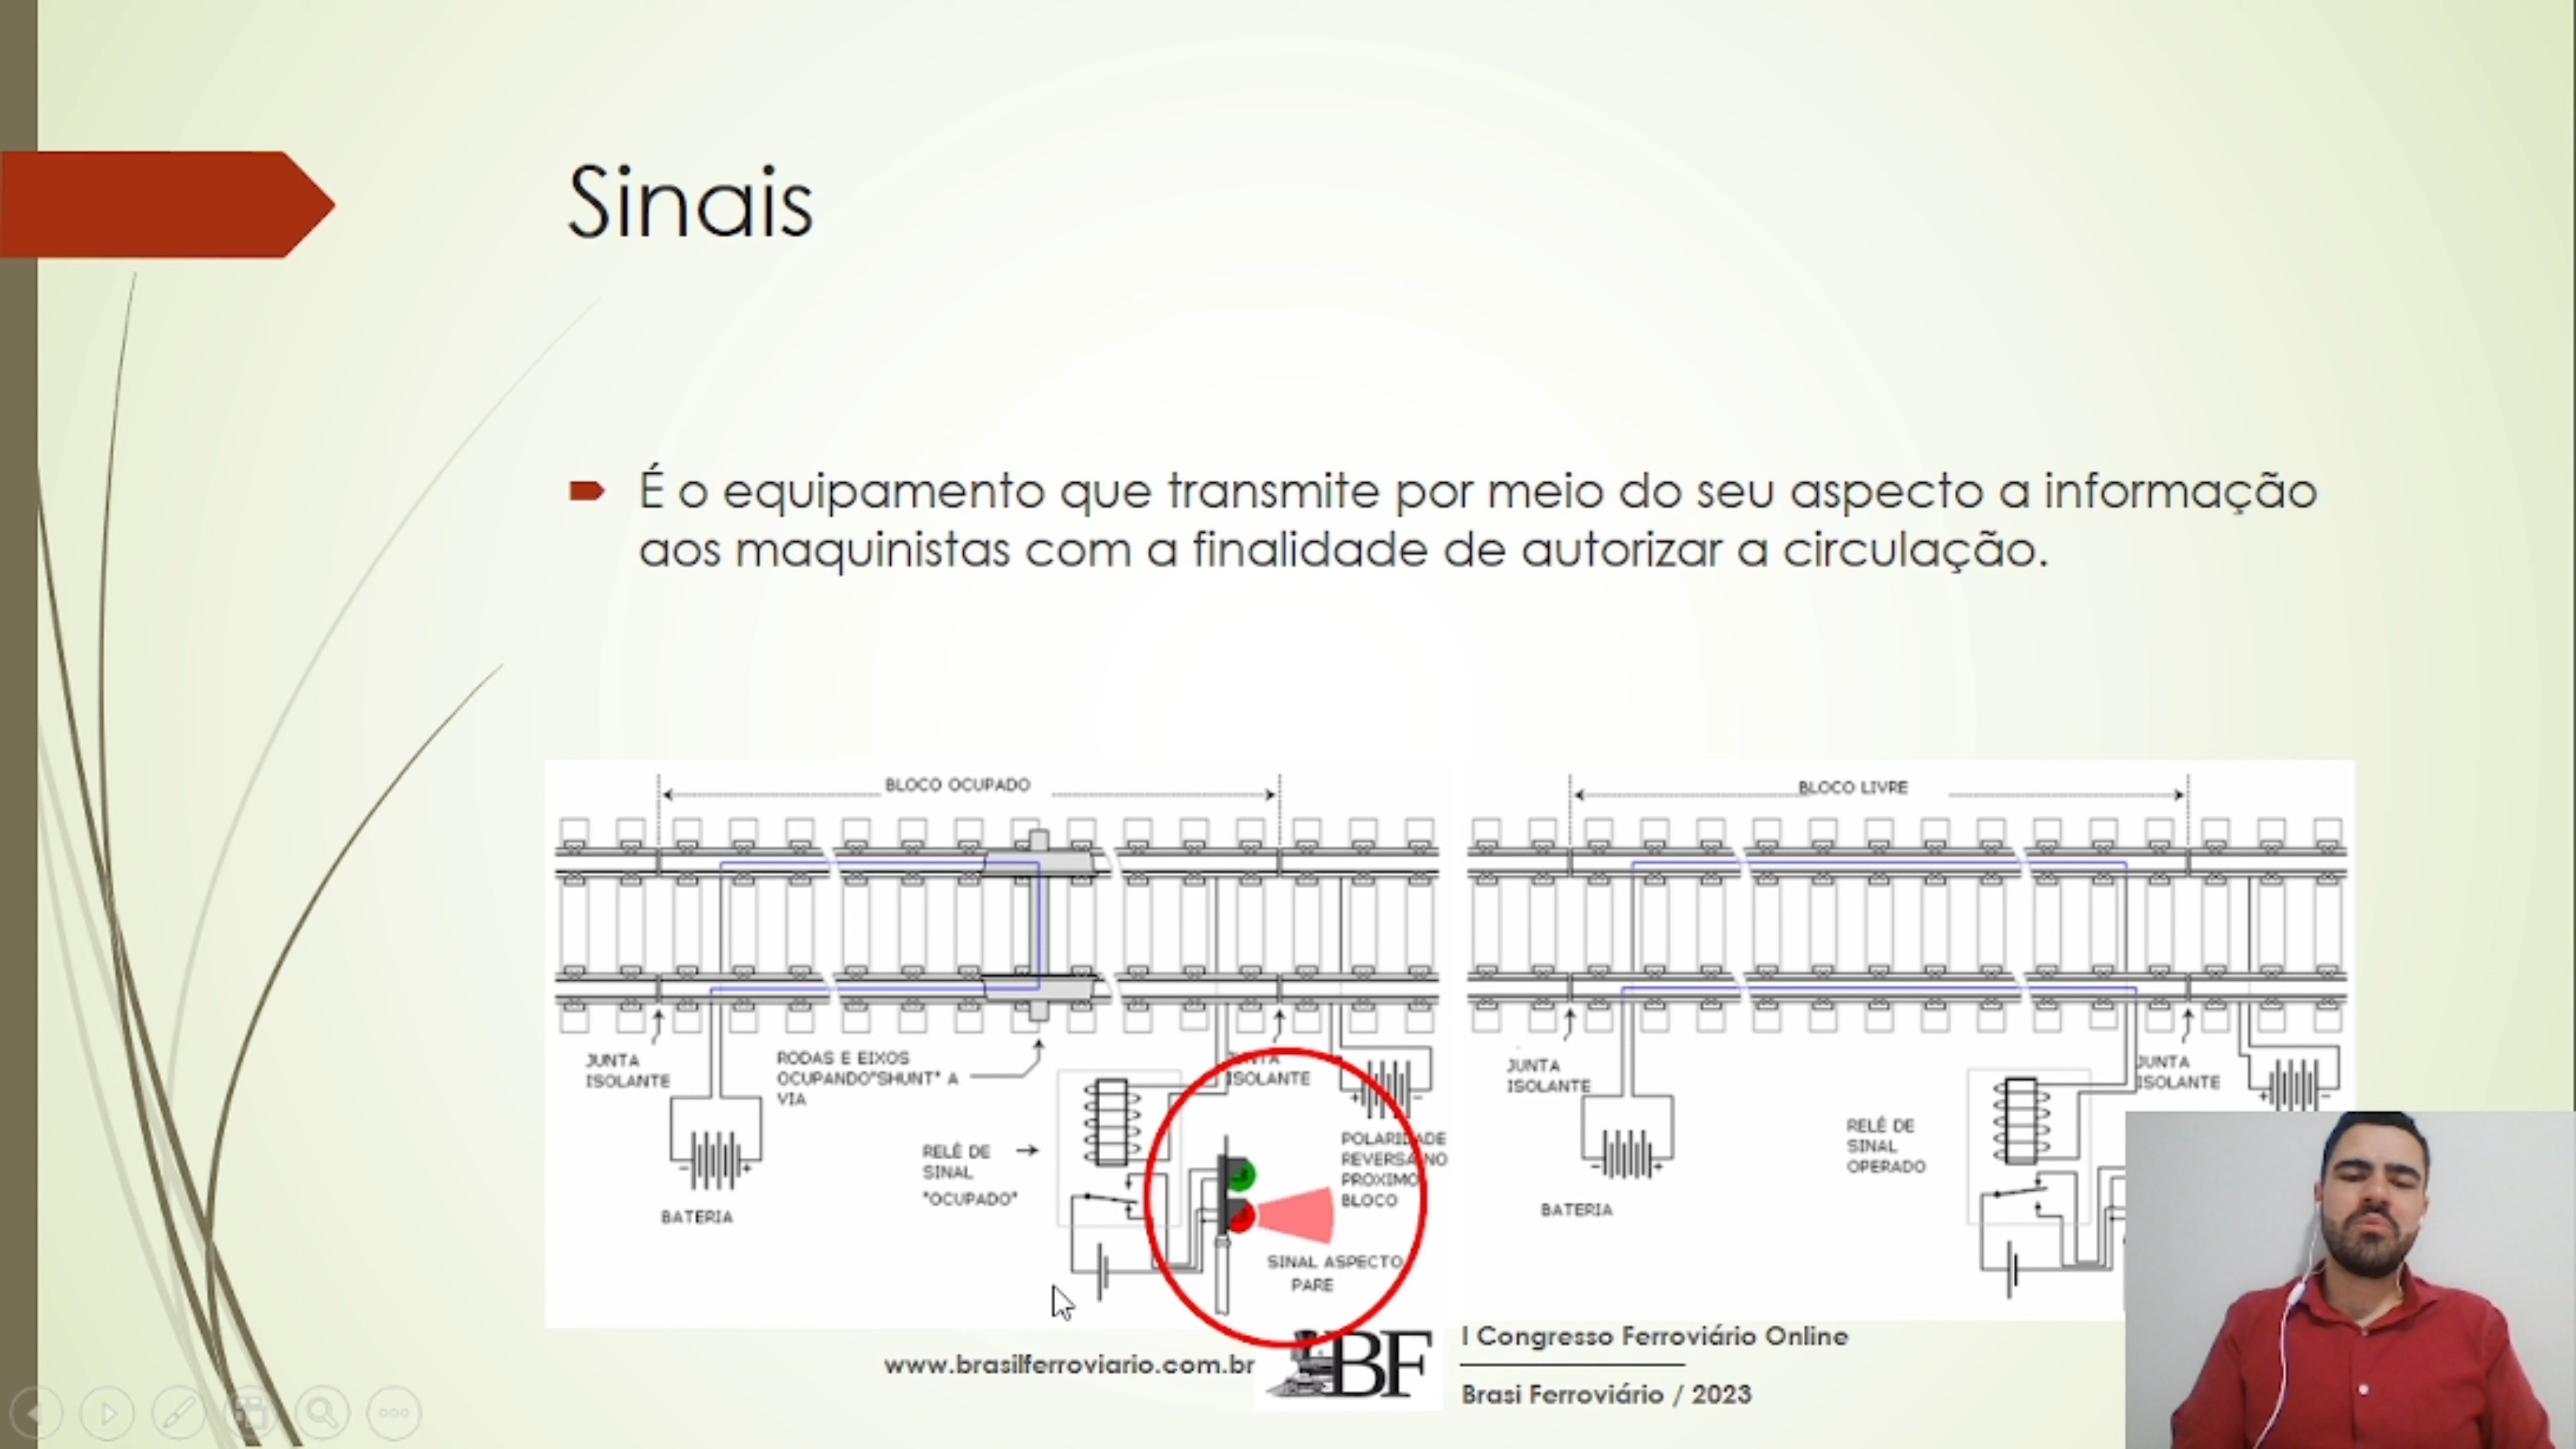 Sinais
É o equipamento que transmite por meio do seu aspecto a informação
aos maquinistas com a finalidade de autorizar a circulação.
BLOCO OCUPADO
JUNTA
ISOLANTE
RODAS E EIXOS
OCUPANDO"SHUNT" A
VIA
JUNTA
ISOLANTE
BATERIA
RELÉ DE
SINAL
"OCUPADO"
POLARIDADE
REVERSA NO
PROXIMO
BLOCO
SINAL ASPECTO
PARE
BLOCO LIVRE
JUNTA
ISOLANTE
JUNTA
ISOLANTE
BATERIA
RELÉ DE
SINAL
OPERADO
www.brasilferroviario.com.br
BF
I Congresso Ferroviário Online
Brasi Ferroviário / 2023